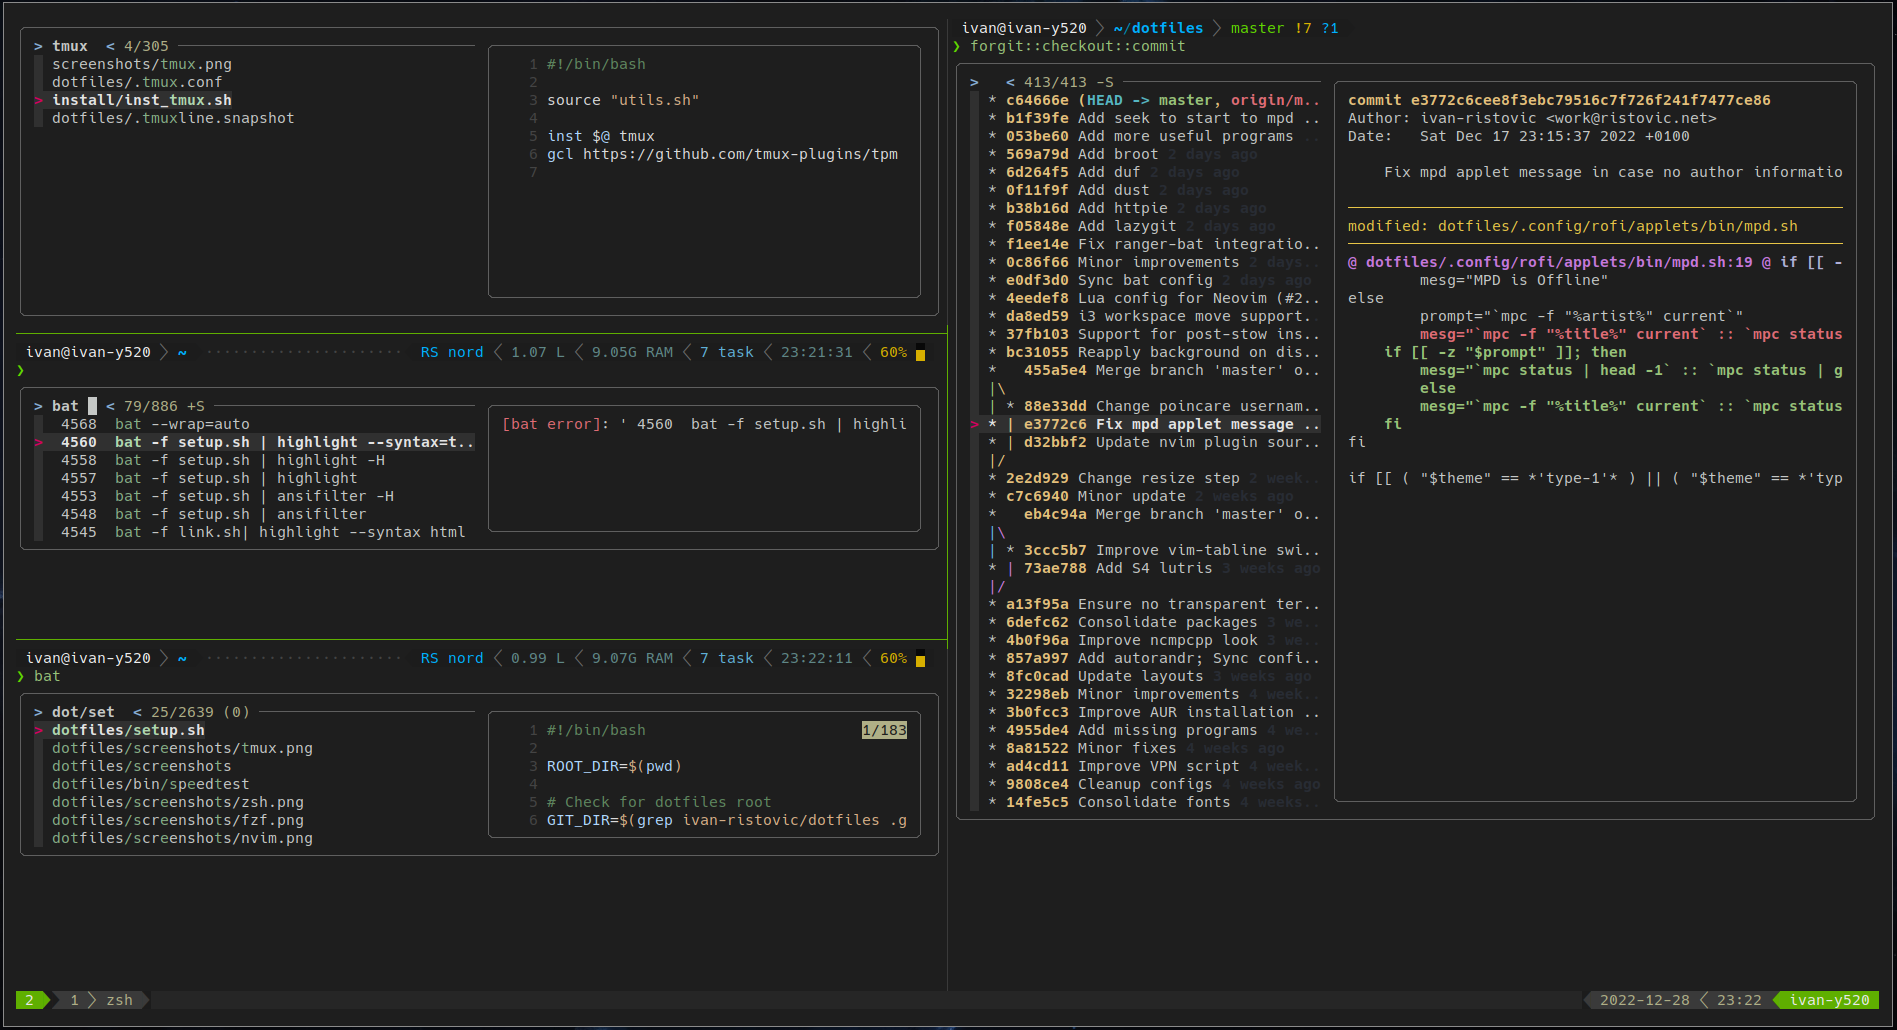 > tmux  < 4/305
screenshots/tmux.png
dotfiles/.tmux.conf
> install/inst_tmux.sh
dotfiles/.tmuxline.snapshot
1 #!/bin/bash
2
3 source "utils.sh"
4
5 inst $@ tmux
6 gcl https://github.com/tmux-plugins/tpm
7
ivan@ivan-y520 ~ RS nord 1.07 L 9.05G RAM 7 task 23:21:31 60%
❯
> bat < 79/886 +S
4568  bat --wrap=auto
> 4560  bat -f setup.sh | highlight --syntax=t..
4558  bat -f setup.sh | highlight -H
4557  bat -f setup.sh | highlight
4553  bat -f setup.sh | ansifilter -H
4548  bat -f setup.sh | ansifilter
4545  bat -f link.sh| highlight --syntax html
[bat error]: ' 4560  bat -f setup.sh | highli
ivan@ivan-y520 ~ RS nord 0.99 L 9.07G RAM 7 task 23:22:11 60%
❯ bat
> dot/set  < 25/2639 (0)
> dotfiles/setup.sh
dotfiles/screenshots/tmux.png
dotfiles/screenshots
dotfiles/bin/speedtest
dotfiles/screenshots/zsh.png
dotfiles/screenshots/fzf.png
dotfiles/screenshots/nvim.png
1 #!/bin/bash 1/183
2
3 ROOT_DIR=$(pwd)
4
5 # Check for dotfiles root
6 GIT_DIR=$(grep ivan-ristovic/dotfiles .g
ivan@ivan-y520 ~/dotfiles master !7 ?1
❯ forgit::checkout::commit
>   < 413/413 -S
* c64666e (HEAD -> master, origin/m..
* b1f39fe Add seek to start to mpd ..
* 053be60 Add more useful programs ..
* 569a79d Add broot 2 days ago
* 6d264f5 Add duf 2 days ago
* 0f11f9f Add dust 2 days ago
* b38b16d Add httpie 2 days ago
* f05848e Add lazygit 2 days ago
* f1ee14e Fix ranger-bat integratio..
* 0c86f66 Minor improvements 2 days..
* e0df3d0 Sync bat config 2 days ago
* 4eedef8 Lua config for Neovim (#2..
* da8ed59 i3 workspace move support.
* 37fb103 Support for post-stow ins..
* bc31055 Reapply background on dis..
*   455a5e4 Merge branch 'master' o..
|\
| * 88e33dd Change poincare usernam..
> * | e3772c6 Fix mpd applet message ..
* | d32bbf2 Update nvim plugin sour..
|/
* 2e2d929 Change resize step 2 week..
* c7c6940 Minor update 2 weeks ago
*   eb4c94a Merge branch 'master' o..
|\
| * 3ccc5b7 Improve vim-tabline swi..
* | 73ae788 Add S4 lutris 3 weeks ago
|/
* a13f95a Ensure no transparent ter..
* 6defc62 Consolidate packages 3 we..
* 4b0f96a Improve ncmpcpp look 3 we..
* 857a997 Add autorandr; Sync confi..
* 8fc0cad Update layouts 3 weeks ago
* 32298eb Minor improvements 4 week..
* 3b0fcc3 Improve AUR installation ..
* 4955de4 Add missing programs 4 we..
* 8a81522 Minor fixes 4 weeks ago
* ad4cd11 Improve VPN script 4 week..
* 9808ce4 Cleanup configs 4 weeks ago
* 14fe5c5 Consolidate fonts 4 weeks..
commit e3772c6cee8f3ebc79516c7f726f241f7477ce86
Author: ivan-ristovic <work@ristovic.net>
Date:   Sat Dec 17 23:15:37 2022 +0100
Fix mpd applet message in case no author informatio
modified: dotfiles/.config/rofi/applets/bin/mpd.sh
@ dotfiles/.config/rofi/applets/bin/mpd.sh:19 @ if [[ -
mesg="MPD is Offline"
else
prompt="`mpc -f "%artist%" current`"
mesg="`mpc -f "%title%" current` :: `mpc status
if [[ -z "$prompt" ]]; then
mesg="`mpc status | head -1` :: `mpc status | g
else
mesg="`mpc -f "%title%" current` :: `mpc status
fi
fi
if [[ ( "$theme" == *'type-1'* ) || ( "$theme" == *'typ
2 1 zsh 2022-12-28 23:22 ivan-y520